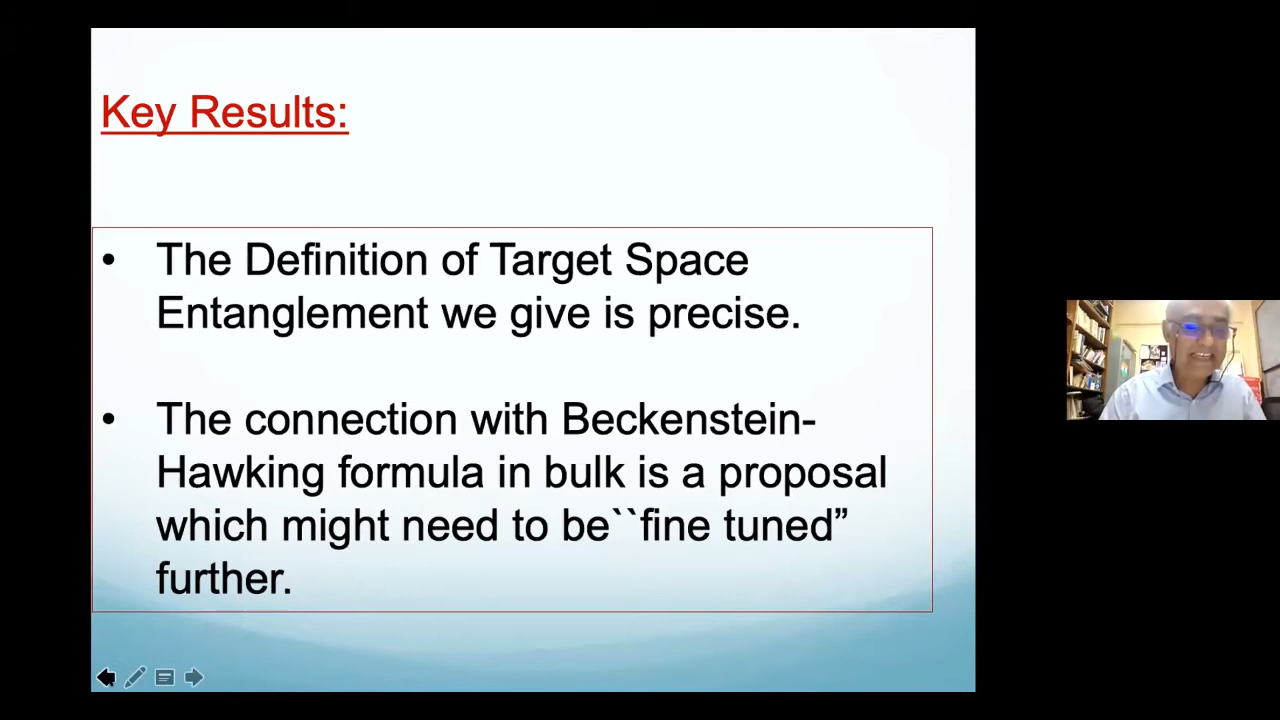 Key Results:
• The Definition of Target Space
Entanglement we give is precise.
• The connection with Beckenstein-
Hawking formula in bulk is a proposal
which might need to be``fine tuned”
further.